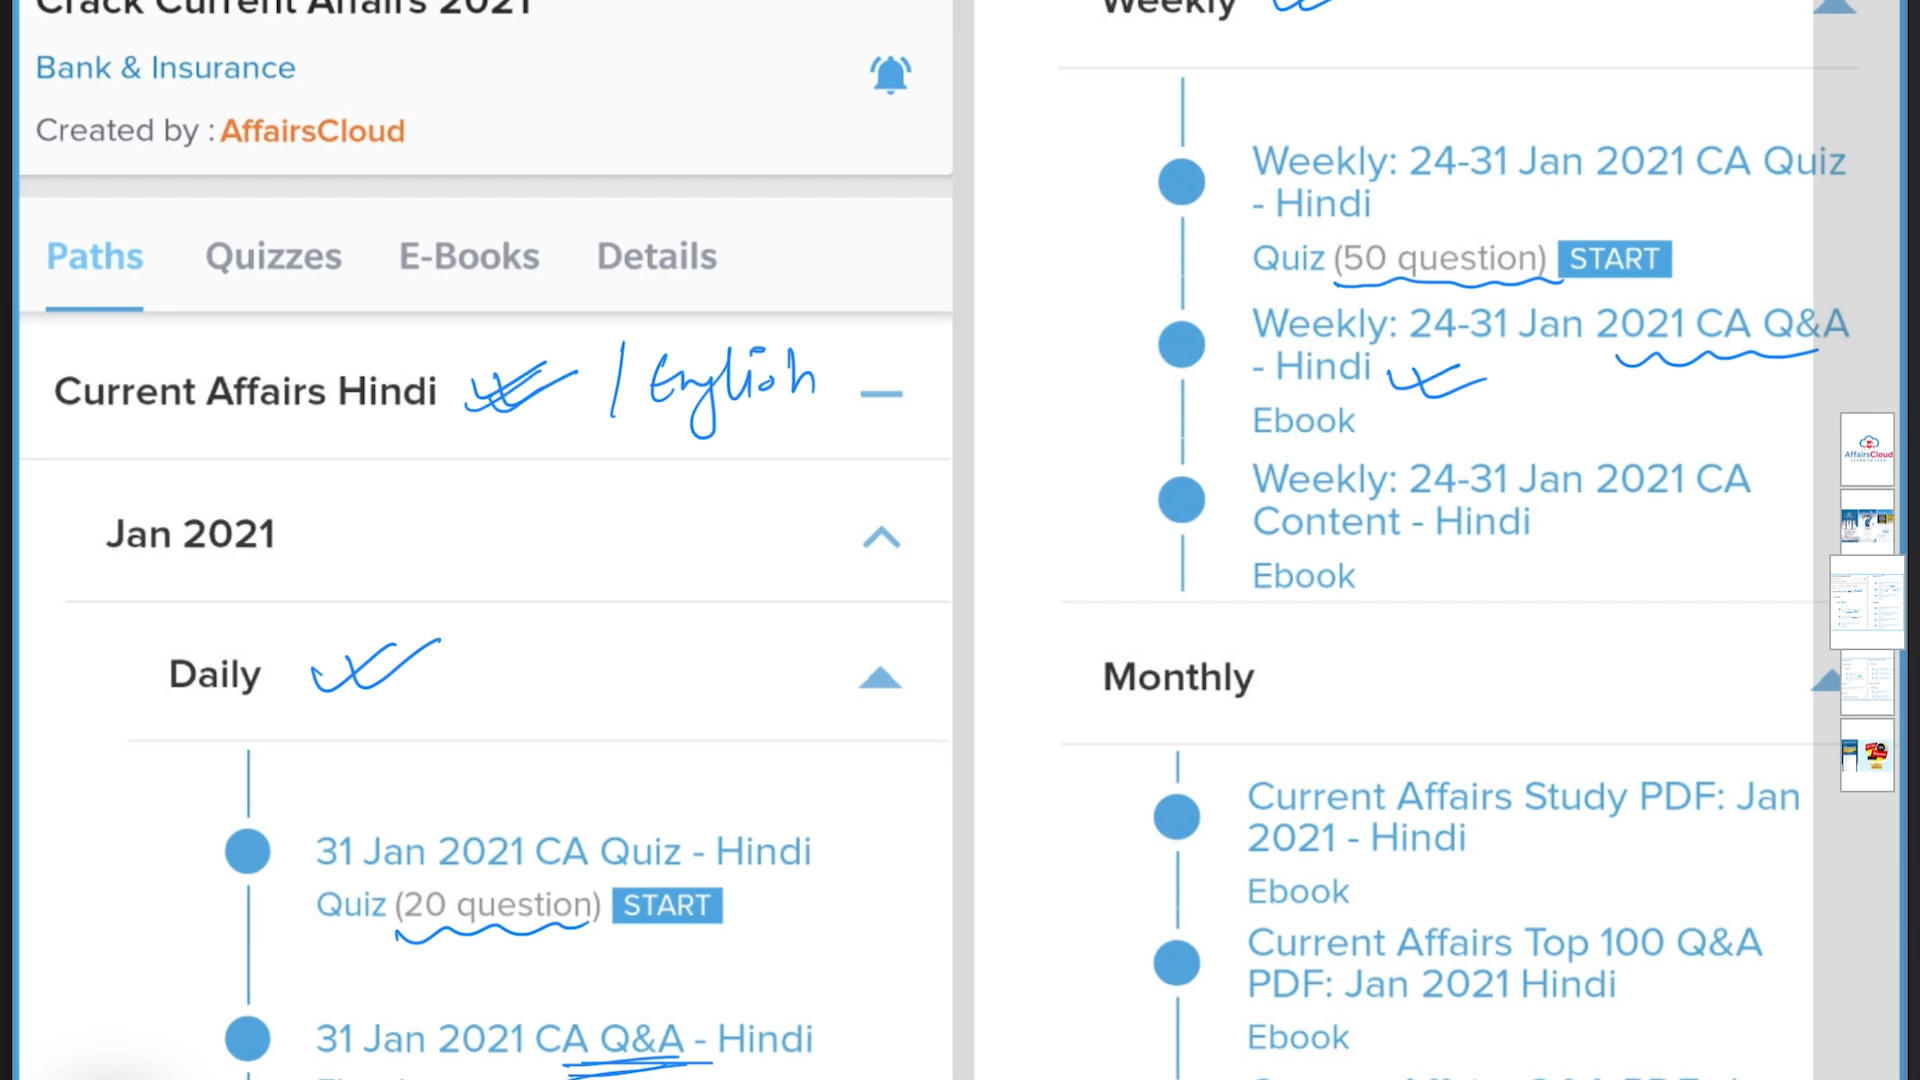 Crack Current Affairs 2021
Bank & Insurance
Created by : AffairsCloud
Paths Quizzes E-Books Details
Current Affairs Hindi / English
Jan 2021
Daily
31 Jan 2021 CA Quiz - Hindi
Quiz (20 question) START
31 Jan 2021 CA Q&A - Hindi
Weekly
Weekly: 24-31 Jan 2021 CA Quiz
- Hindi
Quiz (50 question) START
Weekly: 24-31 Jan 2021 CA Q&A
- Hindi
Ebook
Weekly: 24-31 Jan 2021 CA
Content - Hindi
Ebook
Monthly
Current Affairs Study PDF: Jan
2021 - Hindi
Ebook
Current Affairs Top 100 Q&A
PDF: Jan 2021 Hindi
Ebook
AffairsCloud